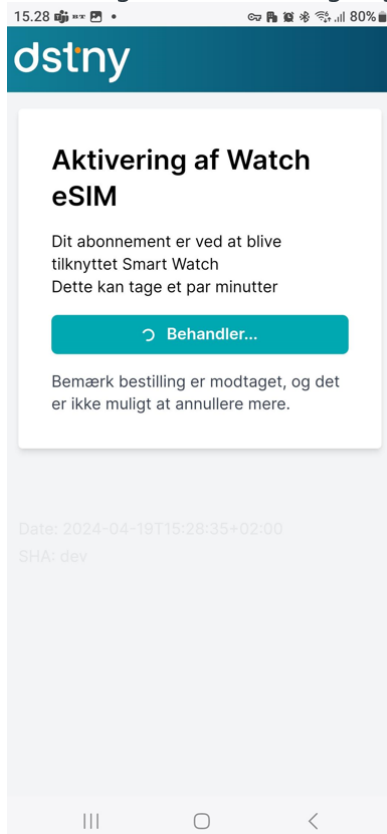 15.28 80%
dstny
Aktivering af Watch
eSIM
Dit abonnement er ved at blive
tilknyttet Smart Watch
Dette kan tage et par minutter
Behandler...
Bemærk bestilling er modtaget, og det
er ikke muligt at annullere mere.
Date: 2024-04-19T15:28:35+02:00
SHA: dev